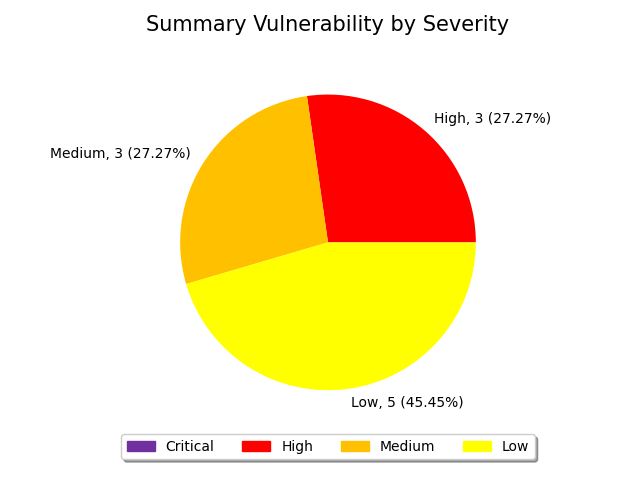 Summary Vulnerability by Severity
High, 3 (27.27%)
Medium, 3 (27.27%)
Low, 5 (45.45%)
Critical High Medium Low